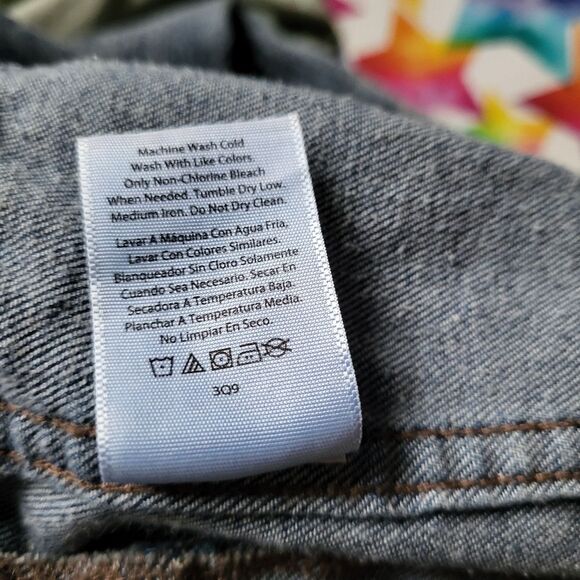 Machine Wash Cold
Wash With Like Colors.
Only Non-Chlorine Bleach
When Needed. Tumble Dry Low.
Medium Iron. Do Not Dry Clean.
Lavar A Máquina Con Agua Fría,
Lavar Con Colores Similares.
Blanqueador Sin Cloro Solamente
Cuando Sea Necesario. Secar En
Secadora A Temperatura Baja.
Planchar A Temperatura Media.
No Limpiar En Seco.
3Q9